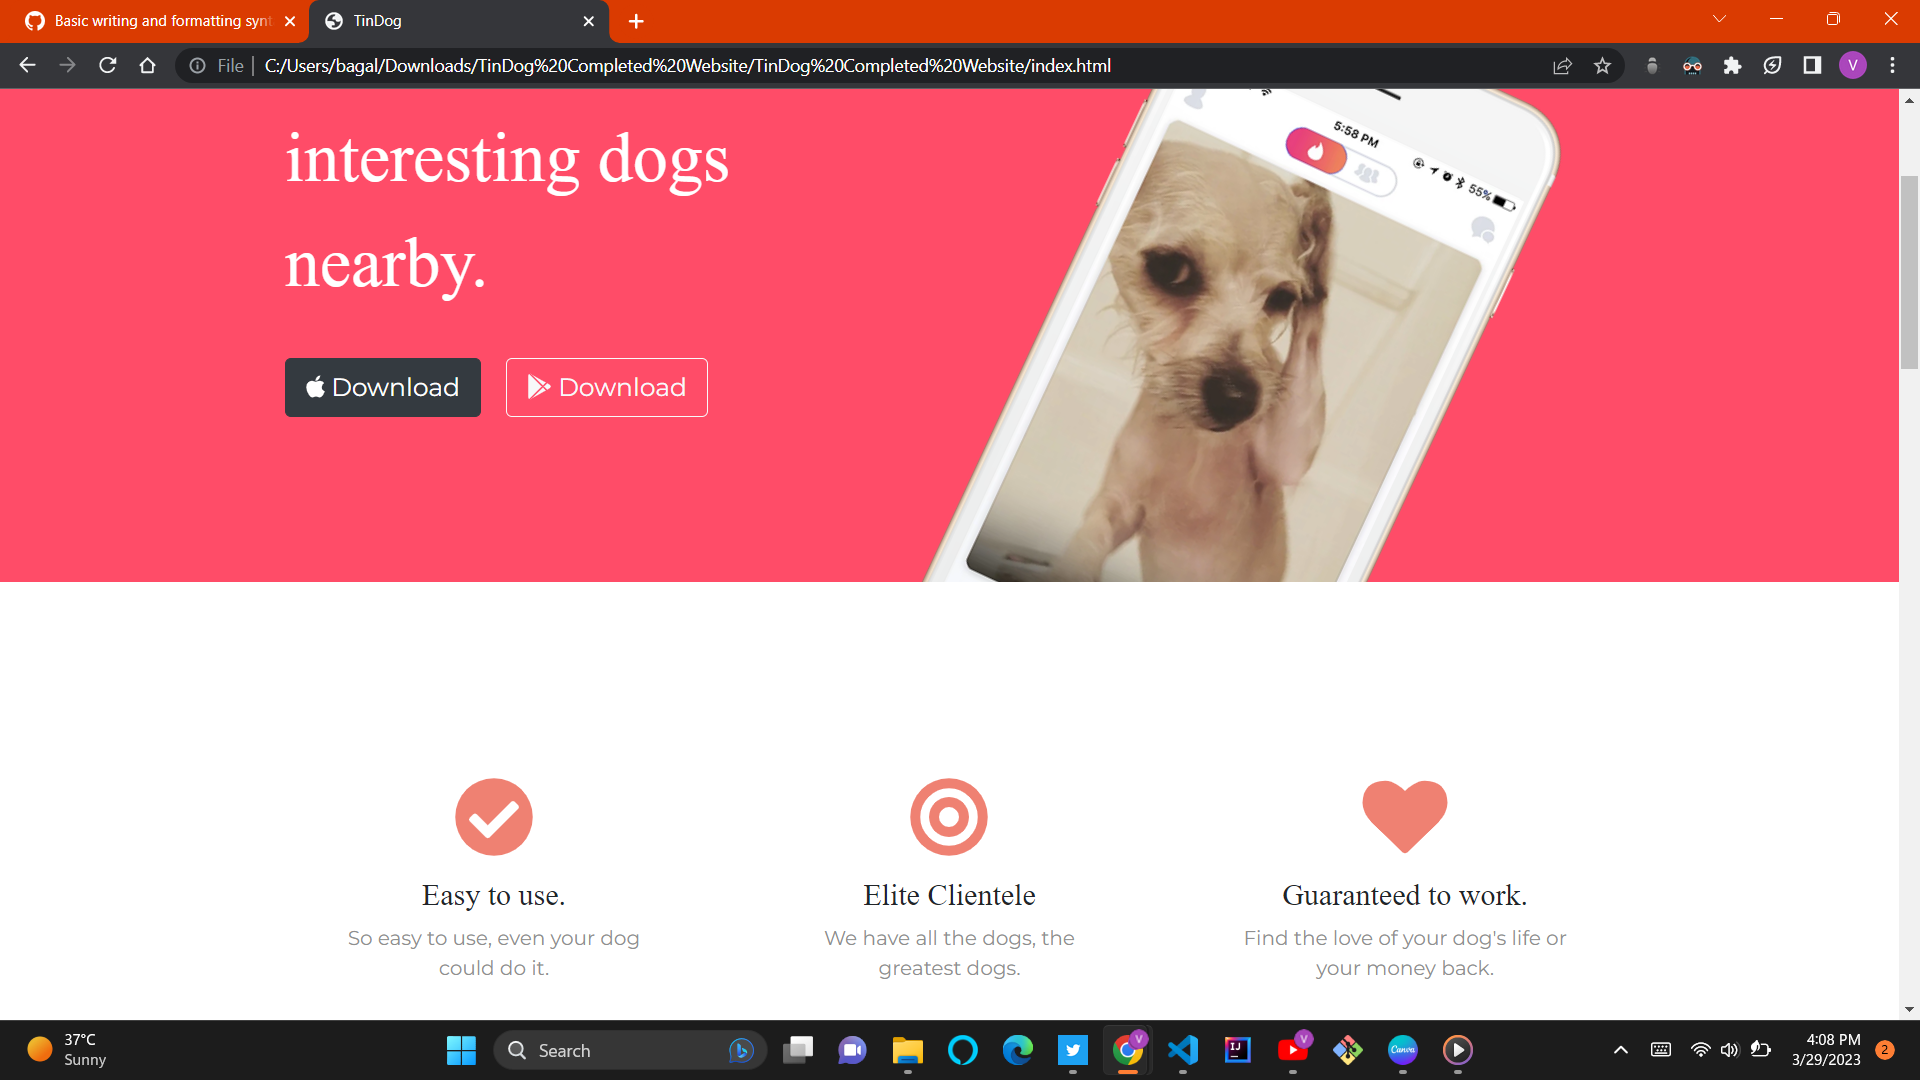 Basic writing and formatting synt
TinDog
File
C:/Users/bagal/Downloads/TinDog%20Completed%20Website/TinDog%20Completed%20Website/index.html
V
interesting dogs
nearby.
Download
Download
5:58 PM
55%
Easy to use.
So easy to use, even your dog
could do it.
Elite Clientele
We have all the dogs, the
greatest dogs.
Guaranteed to work.
Find the love of your dog's life or
your money back.
37°C
Sunny
Search
V
IJ
V
Canva
4:08 PM
3/29/2023
2